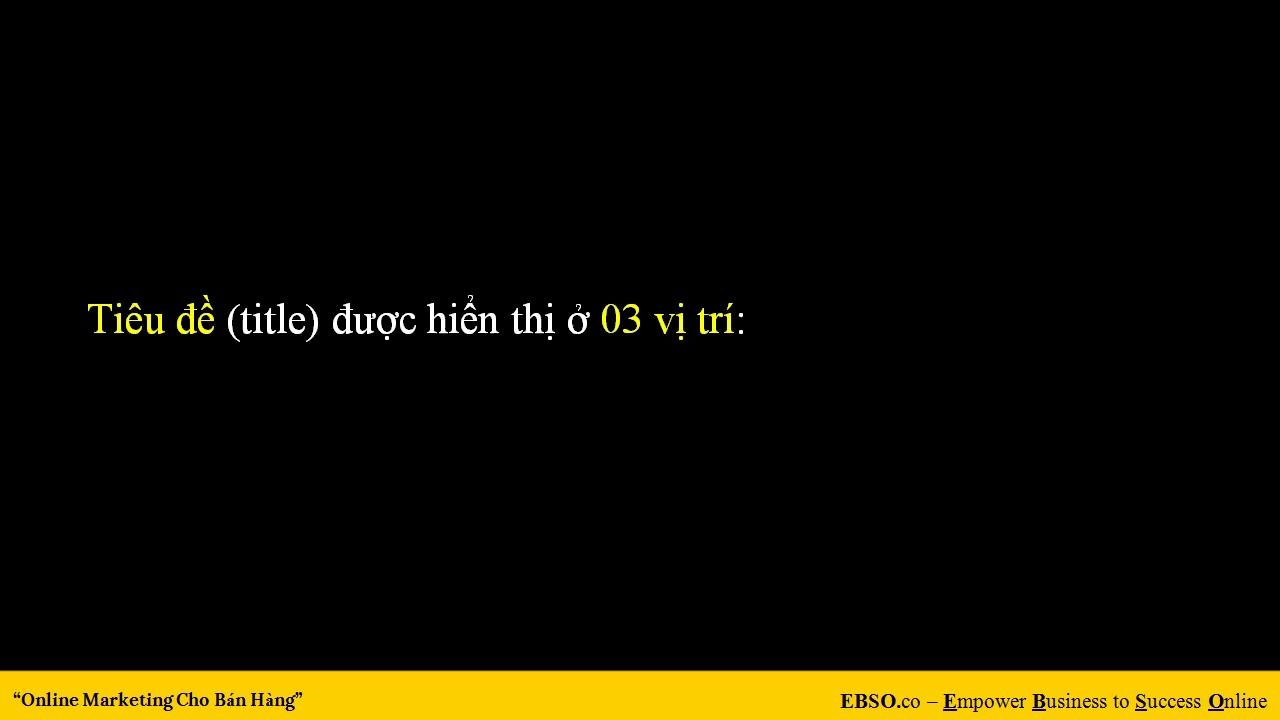 Tiêu đề (title) được hiển thị ở 03 vị trí:
“Online Marketing Cho Bán Hàng”
EBSO.co – Empower Business to Success Online